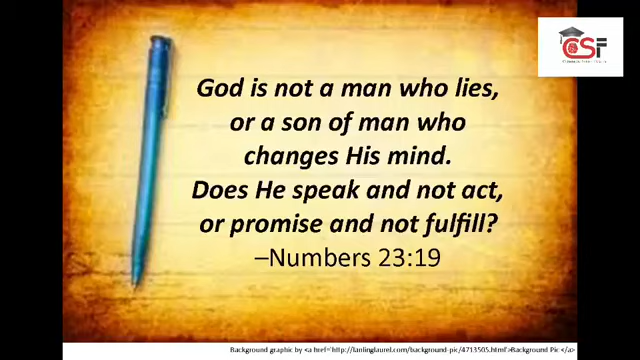 CSF
God is not a man who lies,
or a son of man who
changes His mind.
Does He speak and not act,
or promise and not fulfill?
–Numbers 23:19
Background graphic by <a href='http://lanlinglaurel.com/background-pic/4713505.html'>Background Pic</a>